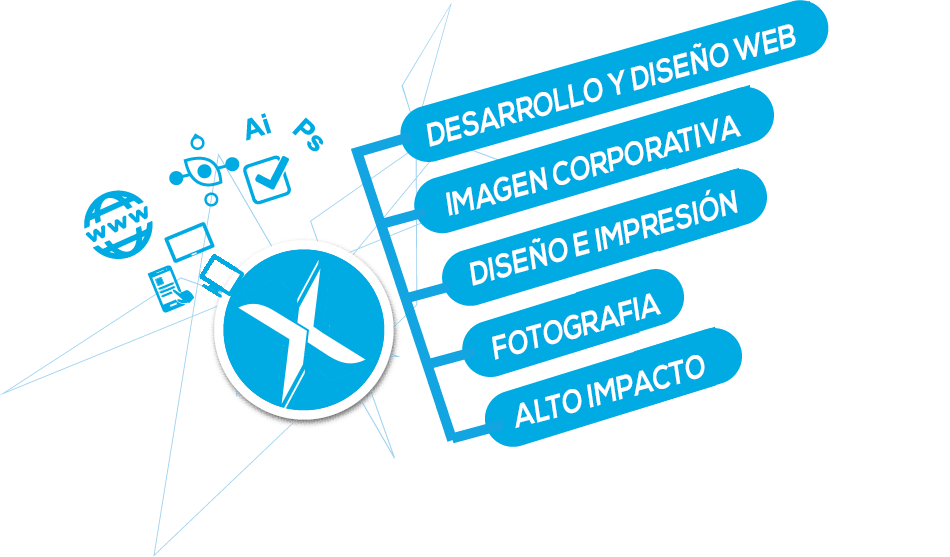 Ai
Ps
www
DESARROLLO Y DISEÑO WEB
IMAGEN CORPORATIVA
DISEÑO E IMPRESIÓN
FOTOGRAFIA
ALTO IMPACTO